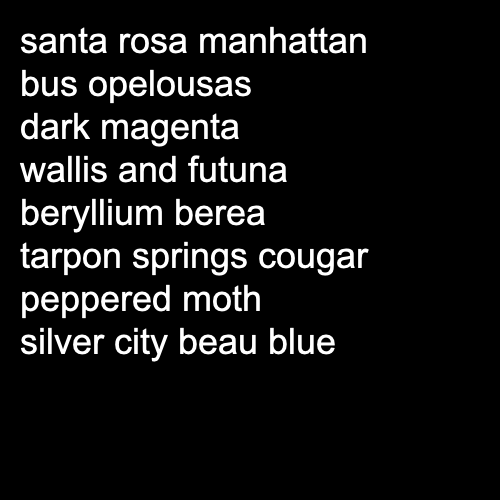 santa rosa manhattan
bus opelousas
dark magenta
wallis and futuna
beryllium berea
tarpon springs cougar
peppered moth
silver city beau blue